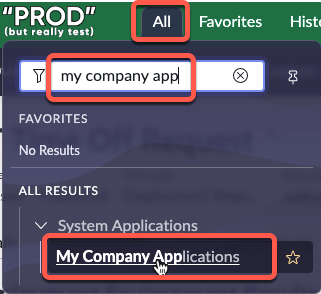 "PROD"
(but really test)
All
Favorites
Histo
my company app
FAVORITES
No Results
ALL RESULTS
System Applications
My Company Applications